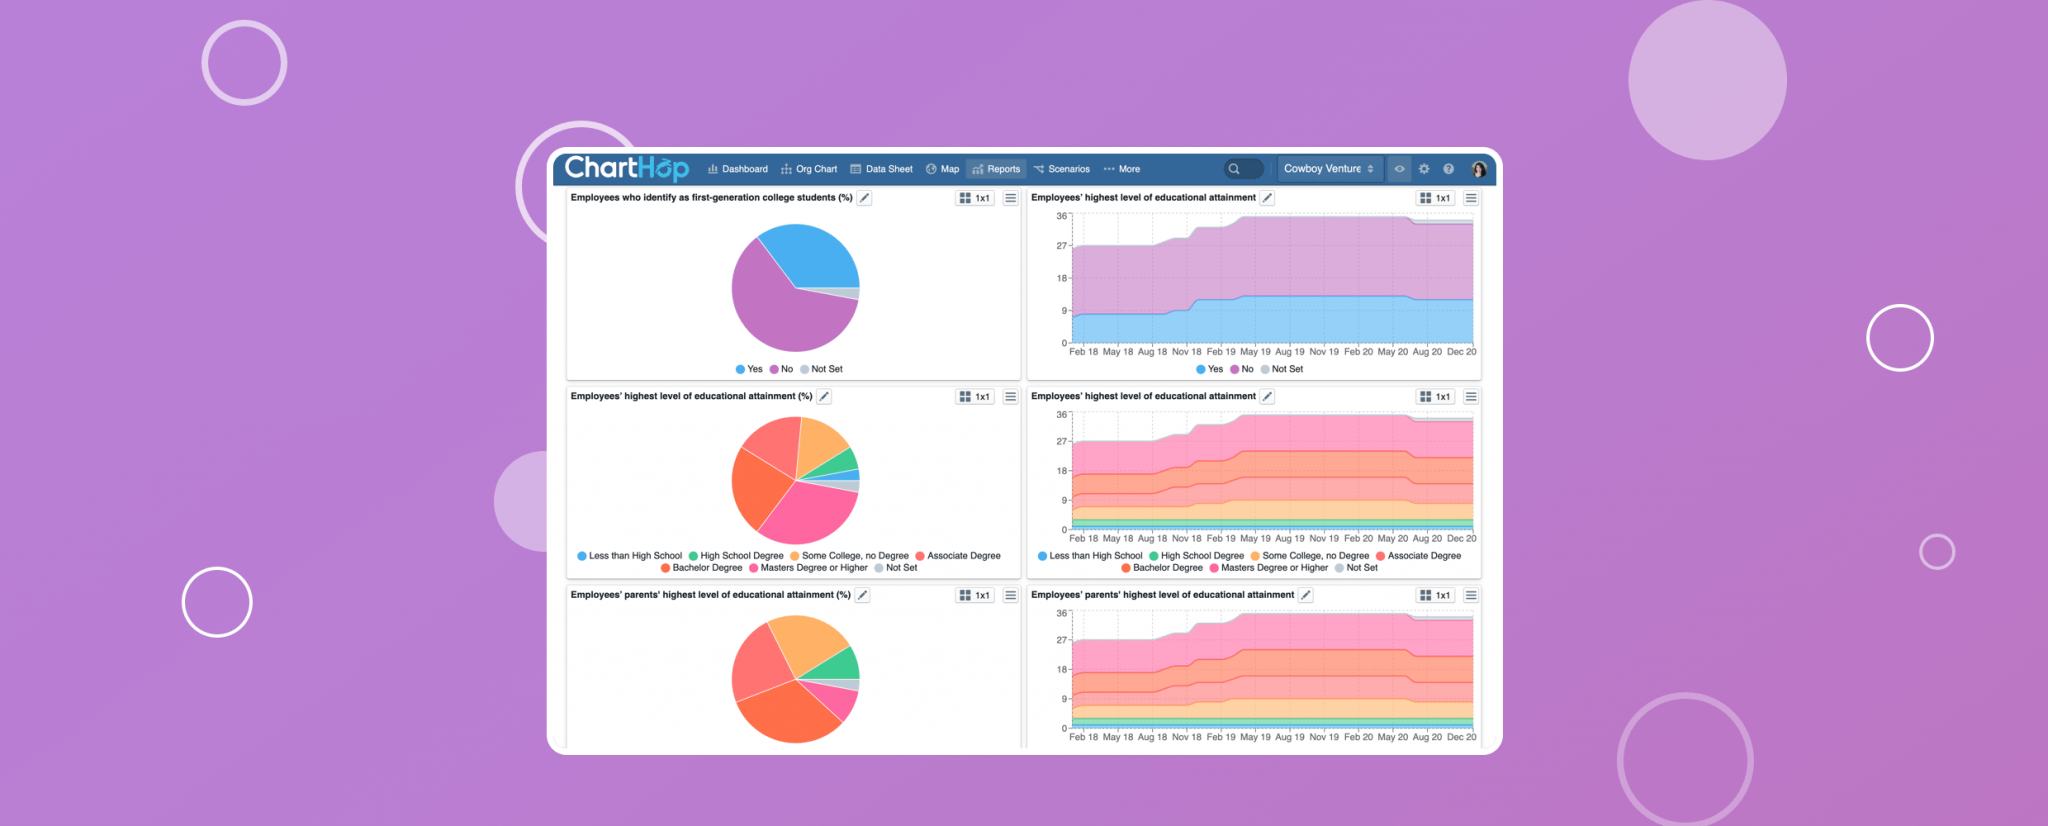 ChartHop Dashboard Org Chart Data Sheet Map Reports Scenarios ••• More Cowboy Venture
Employees who identify as first-generation college students (%) 1x1
Yes No Not Set
Employees' highest level of educational attainment 1x1
36
27
18
9
0
Feb 18 May 18 Aug 18 Nov 18 Feb 19 May 19 Aug 19 Nov 19 Feb 20 May 20 Aug 20 Dec 20
Yes No Not Set
Employees' highest level of educational attainment (%) 1x1
Less than High School High School Degree Some College, no Degree Associate Degree
Bachelor Degree Masters Degree or Higher Not Set
Employees' highest level of educational attainment 1x1
36
27
18
9
0
Feb 18 May 18 Aug 18 Nov 18 Feb 19 May 19 Aug 19 Nov 19 Feb 20 May 20 Aug 20 Dec 20
Less than High School High School Degree Some College, no Degree Associate Degree
Bachelor Degree Masters Degree or Higher Not Set
Employees' parents' highest level of educational attainment (%) 1x1
Employees' parents' highest level of educational attainment 1x1
36
27
18
9
0
Feb 18 May 18 Aug 18 Nov 18 Feb 19 May 19 Aug 19 Nov 19 Feb 20 May 20 Aug 20 Dec 20